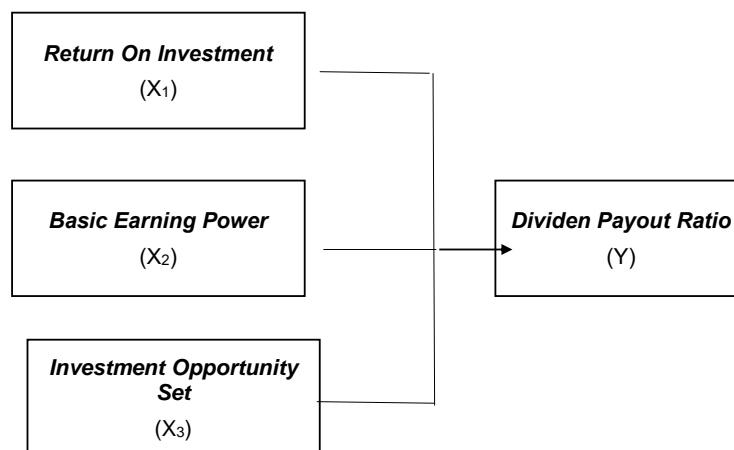 Return On Investment
(X₁)
Basic Earning Power
(X₂)
Dividen Payout Ratio
(Y)
Investment Opportunity
Set
(X₃)